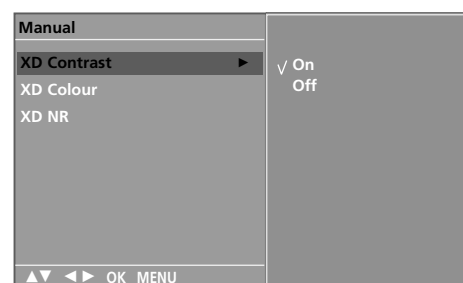 Manual
XD Contrast ►
XD Colour
XD NR
√ On
Off
▲▼ ◄► OK MENU